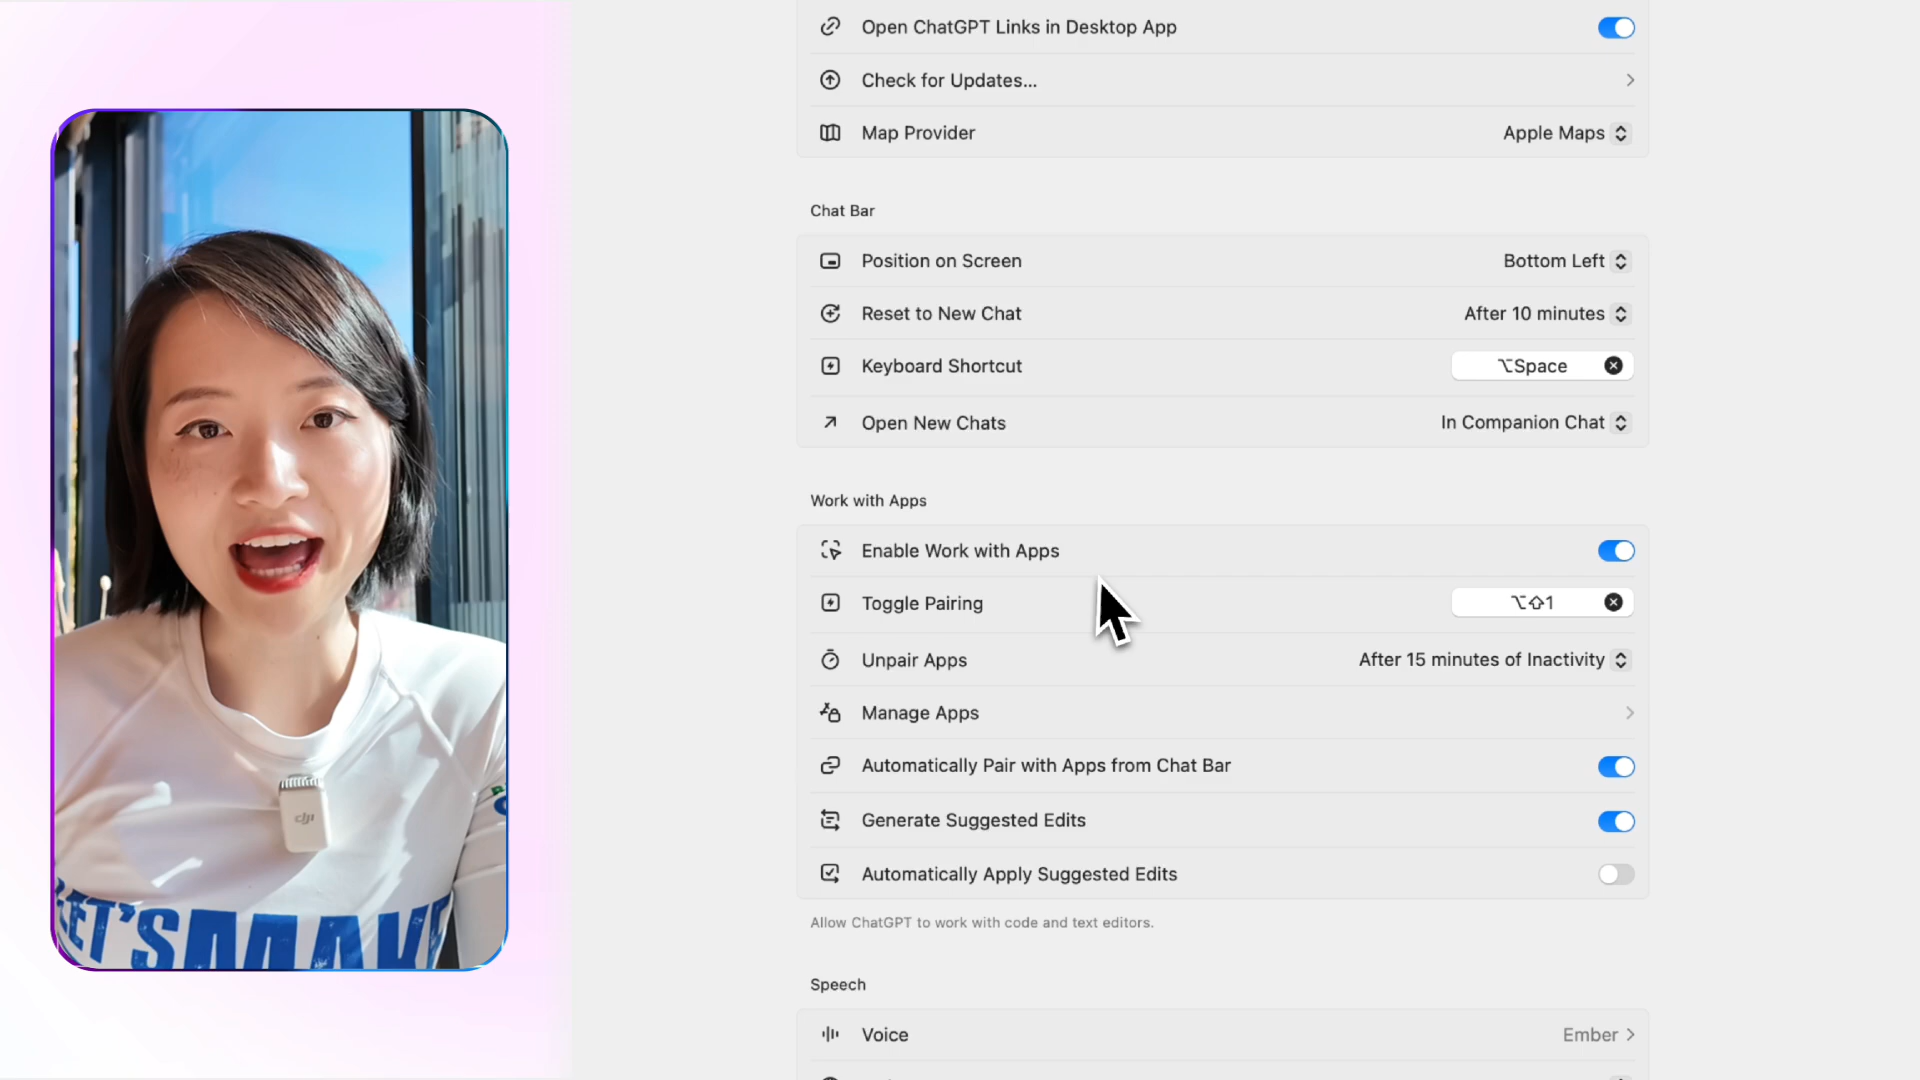 Open ChatGPT Links in Desktop App
Check for Updates...
Map Provider
Apple Maps
Chat Bar
Position on Screen
Bottom Left
Reset to New Chat
After 10 minutes
Keyboard Shortcut
⌥Space
Open New Chats
In Companion Chat
Work with Apps
Enable Work with Apps
Toggle Pairing
⌥⇧1
Unpair Apps
After 15 minutes of Inactivity
Manage Apps
Automatically Pair with Apps from Chat Bar
Generate Suggested Edits
Automatically Apply Suggested Edits
Allow ChatGPT to work with code and text editors.
Speech
Voice
Ember
dji
LET'S